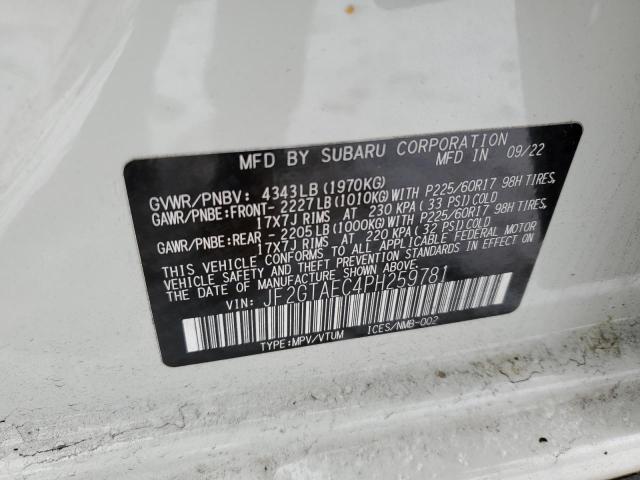 MFD BY SUBARU CORPORATION
MFD IN 09/22
GVWR/PNBV: 4343LB(1970KG)
GAWR/PNBE:FRONT- 2227LB(1010KG)WITH P225/60R17 98H TIRES,
17X7J RIMS AT 230 KPA(33 PSI)COLD
GAWR/PNBE:REAR - 2205LB(1000KG)WITH P225/60R17 98H TIRES,
17X7J RIMS AT 220 KPA(32 PSI)COLD
THIS VEHICLE CONFORMS TO ALL APPLICABLE FEDERAL MOTOR
VEHICLE SAFETY AND THEFT PREVENTION STANDARDS IN EFFECT ON
THE DATE OF MANUFACTURE SHOWN ABOVE.
VIN: JF2GTAEC4PH259781
TYPE:MPV/VTUM ICES/NMB-002